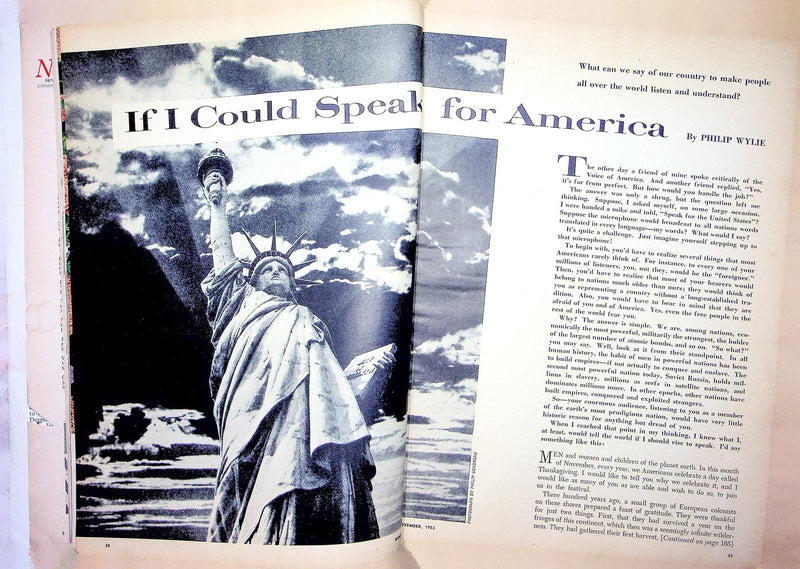 If I Could Speak for America
By PHILIP WYLIE
What can we say of our country to make people
all over the world listen and understand?
The other day a friend of mine spoke critically of the
Voice of America. And another friend replied, "Yes,
it's far from perfect. But how would you handle the job?"
The answer was only a shrug, but the question left me
thinking. Suppose, I asked myself, on some large occasion,
I were handed a mike and told, "Speak for the United States"?
Suppose the microphone would broadcast to all nations words
translated in every language—my words? What would I say?
It's quite a challenge. Just imagine yourself stepping up to
that microphone!
To begin with, you'd have to realize several things that most
Americans rarely think of. For instance, to every one of your
millions of listeners, you, not they, would be the "foreigner."
Then, you'd have to realize that most of your hearers would
belong to nations much older than ours; they would think of
you as representing a country without a long-established tra-
dition. Also, you would have to bear in mind that they are
afraid of you and of America. Yes, even the free people in the
rest of the world fear you.
Why? The answer is simple. We are, among nations, eco-
nomically the most powerful, militarily the strongest, the holder
of the largest number of atomic bombs, and so on. "So what?"
you may say. Well, look at it from their standpoint. In all
human history, the habit of men in powerful nations has been
to build empires—if not actually to conquer and enslave. The
second most powerful nation today, Soviet Russia, holds mil-
lions in slavery, millions as serfs in satellite nations, and
dominates millions more. In other epochs, other nations have
built empires, conquered and exploited strangers.
So—your enormous audience, listening to you as a member
of the earth's most prodigious nation, would have very little
historic reason for anything but dread of you.
When I reached that point in my thinking, I knew what I,
at least, would tell the world if I should rise to speak. I'd say
something like this:
MEN and women and children of the planet earth. In this month
of November, every year, we Americans celebrate a day called
Thanksgiving. I would like to tell you why we celebrate it, and I
would like as many of you as are able and wish to do so, to join
us in the festival.
Three hundred years ago, a small group of European colonists
on these shores prepared a feast of gratitude. They were thankful
for just two things. First, that they had survived a year on the
fringes of this continent, which then was a seemingly infinite wilder-
ness. They had gathered their first harvest, [Continued on page 165]
24
NOVEMBER, 1953
25